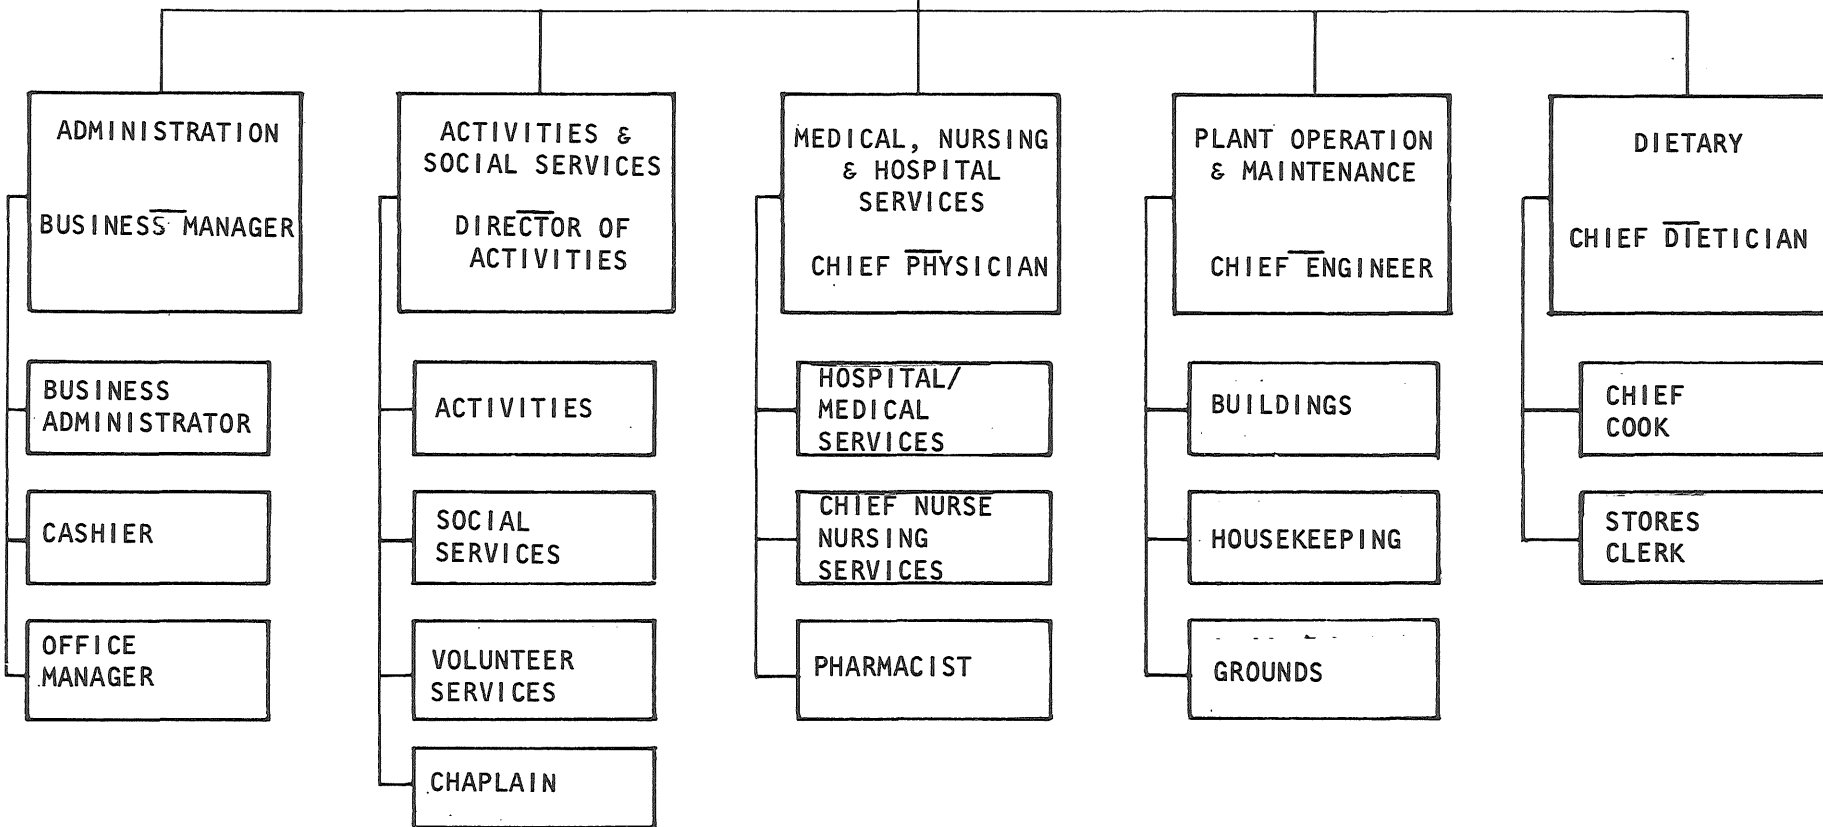 ADMINISTRATION
BUSINESS MANAGER
BUSINESS
ADMINISTRATOR
CASHIER
OFFICE
MANAGER
ACTIVITIES &
SOCIAL SERVICES
DIRECTOR OF
ACTIVITIES
ACTIVITIES
SOCIAL
SERVICES
VOLUNTEER
SERVICES
CHAPLAIN
MEDICAL, NURSING
& HOSPITAL
SERVICES
CHIEF PHYSICIAN
HOSPITAL/
MEDICAL
SERVICES
CHIEF NURSE
NURSING
SERVICES
PHARMACIST
PLANT OPERATION
& MAINTENANCE
CHIEF ENGINEER
BUILDINGS
HOUSEKEEPING
GROUNDS
DIETARY
CHIEF DIETICIAN
CHIEF
COOK
STORES
CLERK